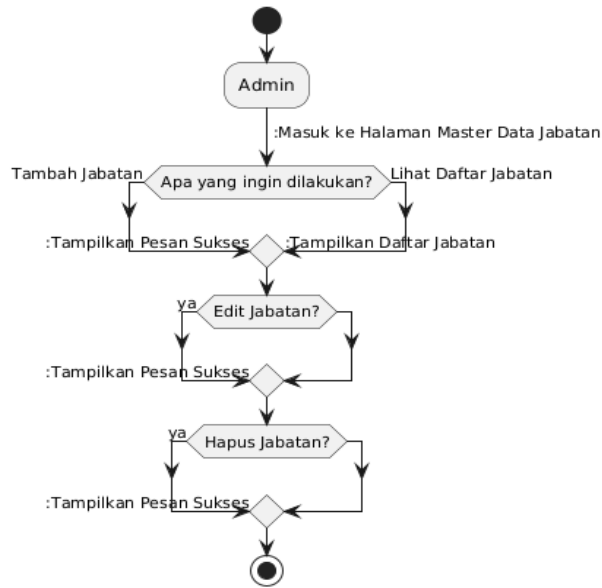 Admin
:Masuk ke Halaman Master Data Jabatan
Tambah Jabatan
Apa yang ingin dilakukan?
Lihat Daftar Jabatan
:Tampilkan Pesan Sukses
:Tampilkan Daftar Jabatan
ya
Edit Jabatan?
:Tampilkan Pesan Sukses
ya
Hapus Jabatan?
:Tampilkan Pesan Sukses